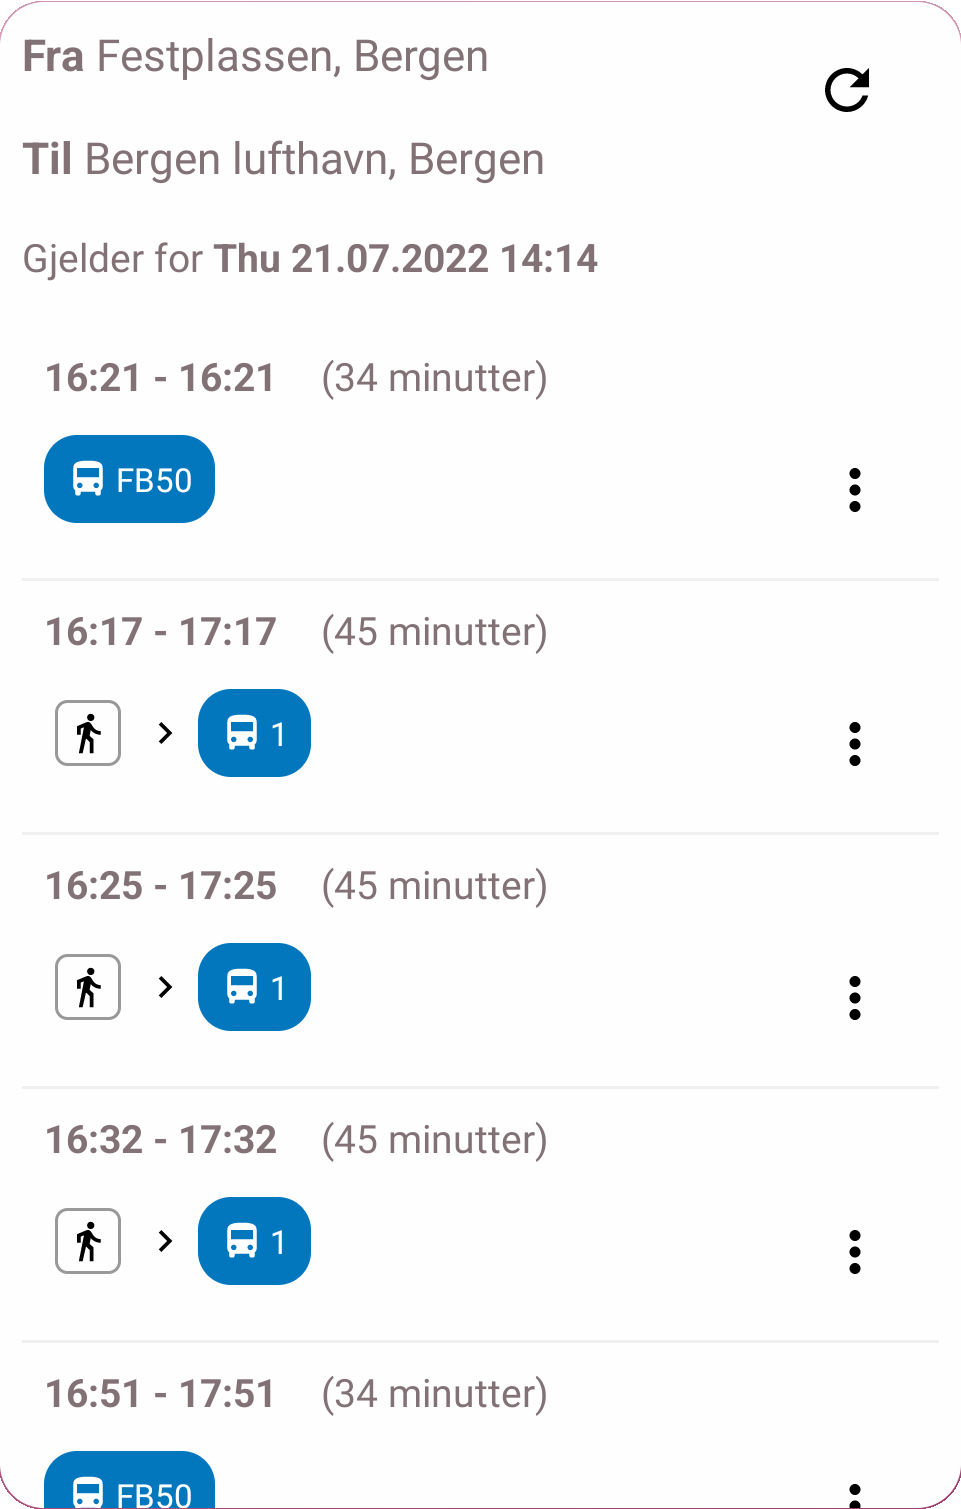 Fra Festplassen, Bergen
Til Bergen lufthavn, Bergen
Gjelder for Thu 21.07.2022 14:14
16:21 - 16:21 (34 minutter)
FB50
16:17 - 17:17 (45 minutter)
1
16:25 - 17:25 (45 minutter)
1
16:32 - 17:32 (45 minutter)
1
16:51 - 17:51 (34 minutter)
FB50